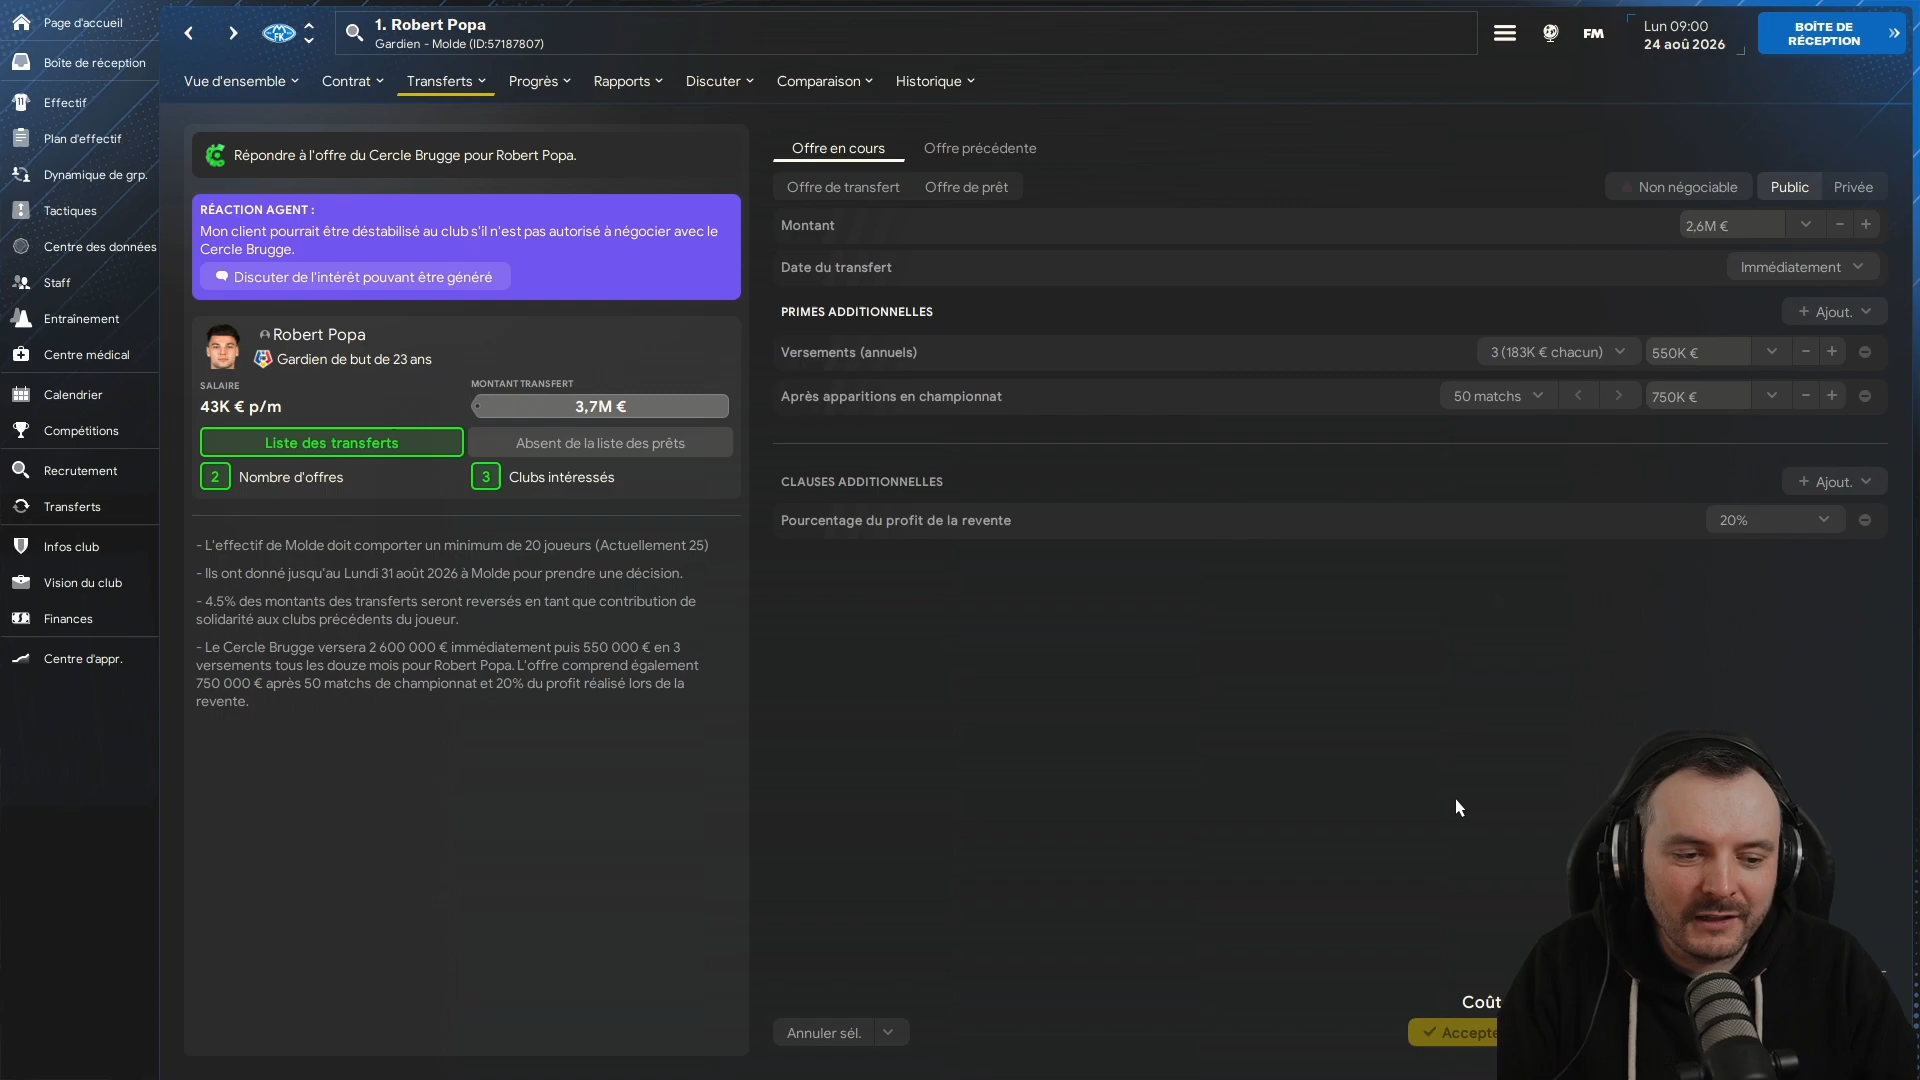 Page d'accueil
Boîte de réception
Effectif
Plan d'effectif
Dynamique de grp.
Tactiques
Centre des données
Staff
Entraînement
Centre médical
Calendrier
Compétitions
Recrutement
Transferts
Infos club
Vision du club
Finances
Centre d'appr.
1. Robert Popa
Gardien - Molde (ID:57187807)
FM
Lun 09:00
24 aoû 2026
BOÎTE DE
RÉCEPTION
Vue d'ensemble
Contrat
Transferts
Progrès
Rapports
Discuter
Comparaison
Historique
Répondre à l'offre du Cercle Brugge pour Robert Popa.
RÉACTION AGENT :
Mon client pourrait être déstabilisé au club s'il n'est pas autorisé à négocier avec le
Cercle Brugge.
Discuter de l'intérêt pouvant être généré
Robert Popa
Gardien de but de 23 ans
SALAIRE
43K € p/m
MONTANT TRANSFERT
3,7M €
Liste des transferts
Absent de la liste des prêts
2 Nombre d'offres
3 Clubs intéressés
- L'effectif de Molde doit comporter un minimum de 20 joueurs (Actuellement 25)
- Ils ont donné jusqu'au Lundi 31 août 2026 à Molde pour prendre une décision.
- 4.5% des montants des transferts seront reversés en tant que contribution de
solidarité aux clubs précédents du joueur.
- Le Cercle Brugge versera 2 600 000 € immédiatement puis 550 000 € en 3
versements tous les douze mois pour Robert Popa. L'offre comprend également
750 000 € après 50 matchs de championnat et 20% du profit réalisé lors de la
revente.
Offre en cours
Offre précédente
Offre de transfert
Offre de prêt
Non négociable
Public
Privée
Montant
2,6M €
Date du transfert
Immédiatement
PRIMES ADDITIONNELLES
+ Ajout.
Versements (annuels)
3 (183K € chacun)
550K €
Après apparitions en championnat
50 matchs
750K €
CLAUSES ADDITIONNELLES
+ Ajout.
Pourcentage du profit de la revente
20%
Coût
Annuler sél.
Accepte